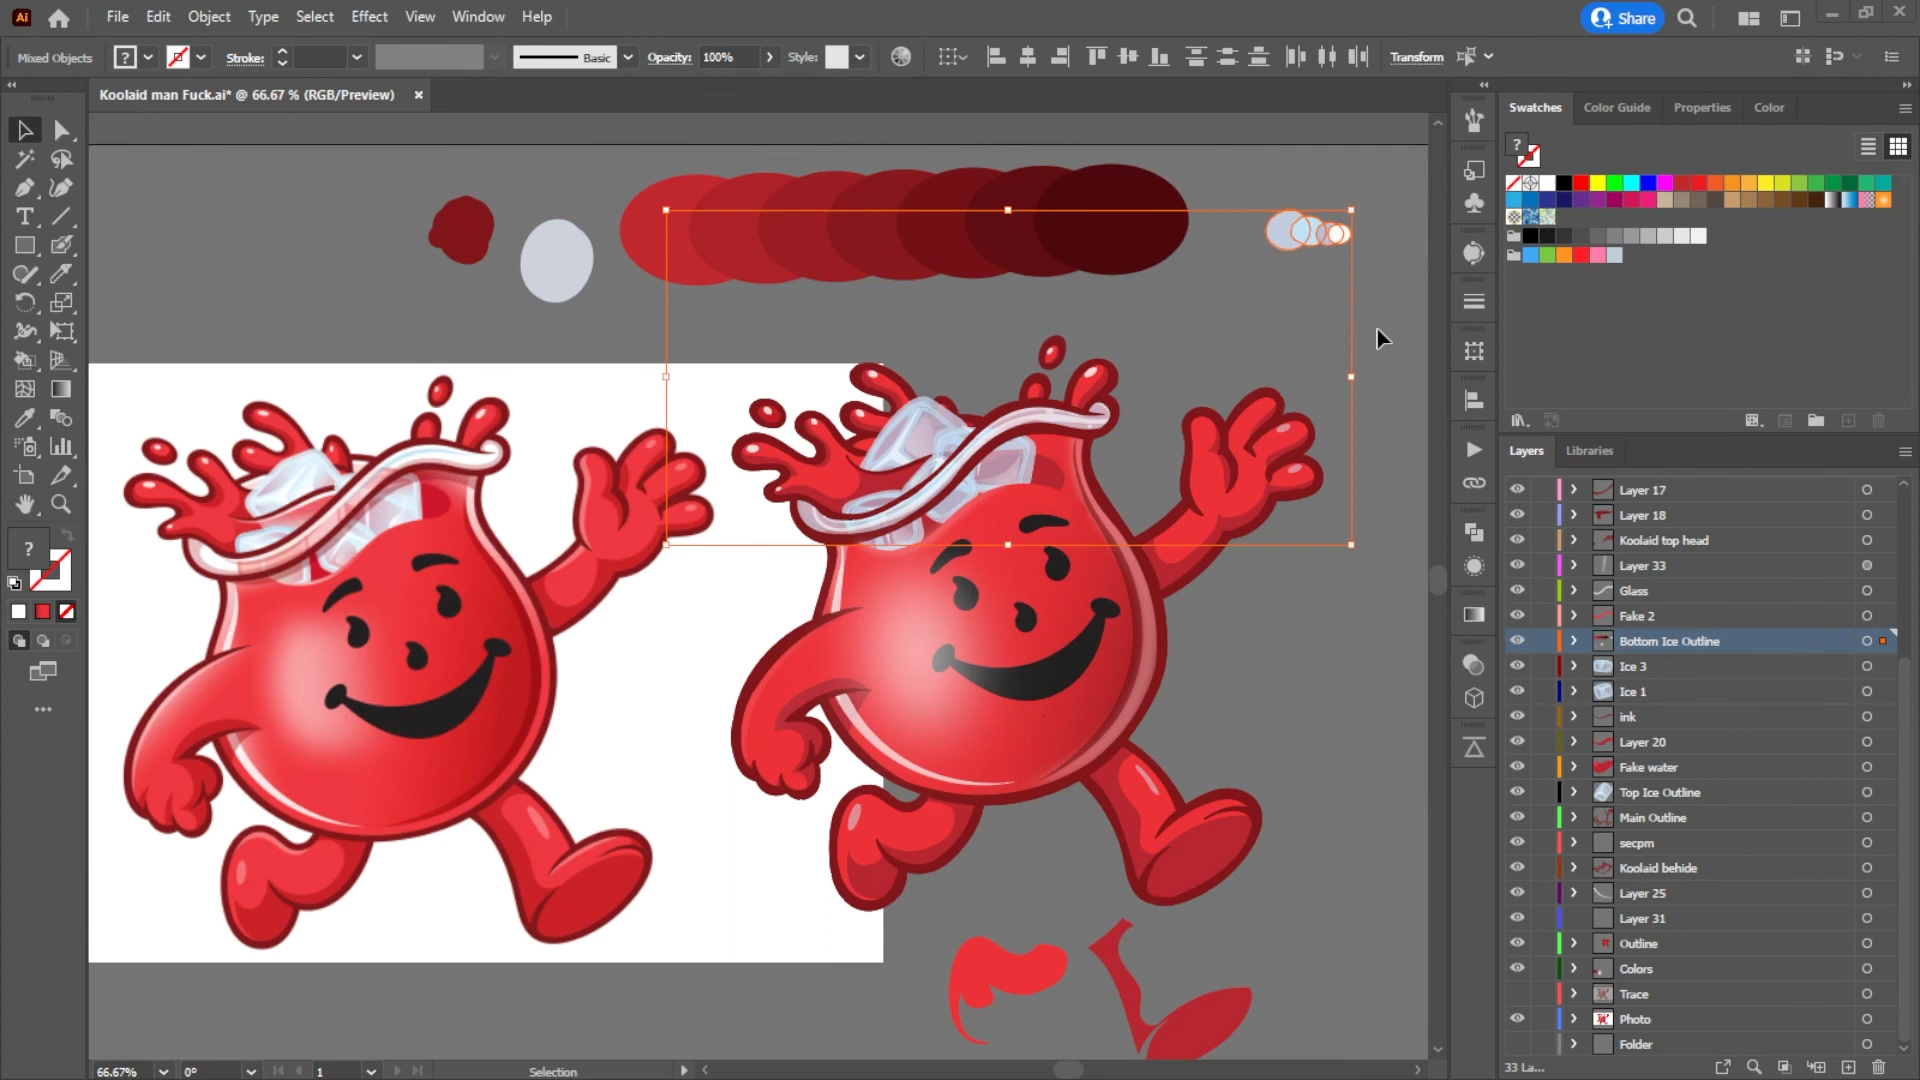 Ai File Edit Object Type Select Effect View Window Help Share
Mixed Objects ? Stroke: Basic Opacity: 100% Style: Transform
Koolaid man Fuck.ai* @ 66.67 % (RGB/Preview) ×
Swatches Color Guide Properties Color
?
T
?
Layers Libraries
Layer 17
Layer 18
Koolaid top head
Layer 33
Glass
Fake 2
Bottom Ice Outline
Ice 3
Ice 1
ink
Layer 20
Fake water
Top Ice Outline
Main Outline
secpm
Koolaid behide
Layer 25
Layer 31
Outline
Colors
Trace
Photo
Folder
66.67% 0° 1 Selection 33 La...